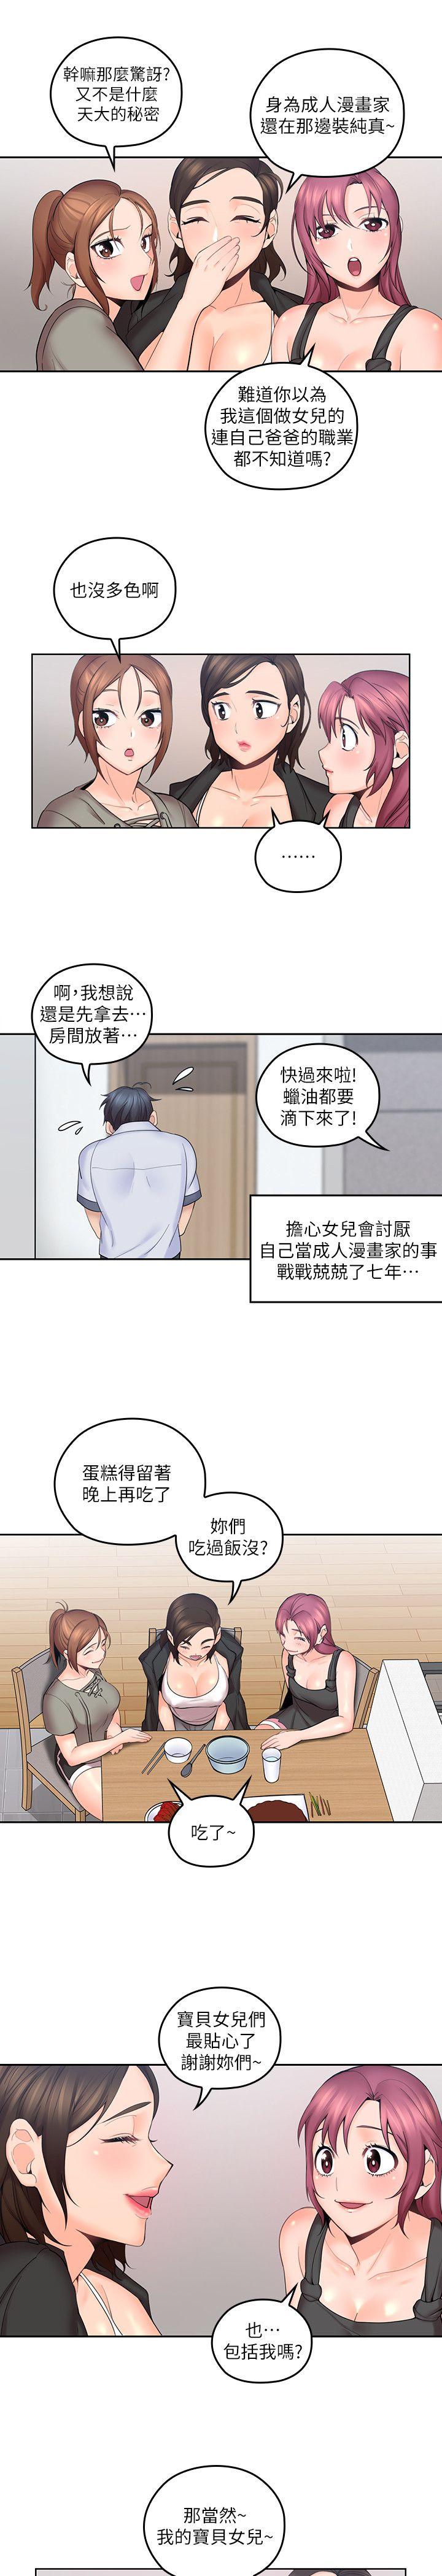 幹嘛那麼驚訝?
又不是什麼
天大的秘密
身為成人漫畫家
還在那邊裝純真~
難道你以為
我這個做女兒的
連自己爸爸的職業
都不知道嗎?
也沒多色啊
……
啊,我想說
還是先拿去…
房間放著…
快過來啦!
蠟油都要
滴下來了!
擔心女兒會討厭
自己當成人漫畫家的事
戰戰兢兢了七年…
蛋糕得留著
晚上再吃了
妳們
吃過飯沒?
吃了~
寶貝女兒們
最貼心了
謝謝妳們~
也…
包括我嗎?
那當然~
我的寶貝女兒~